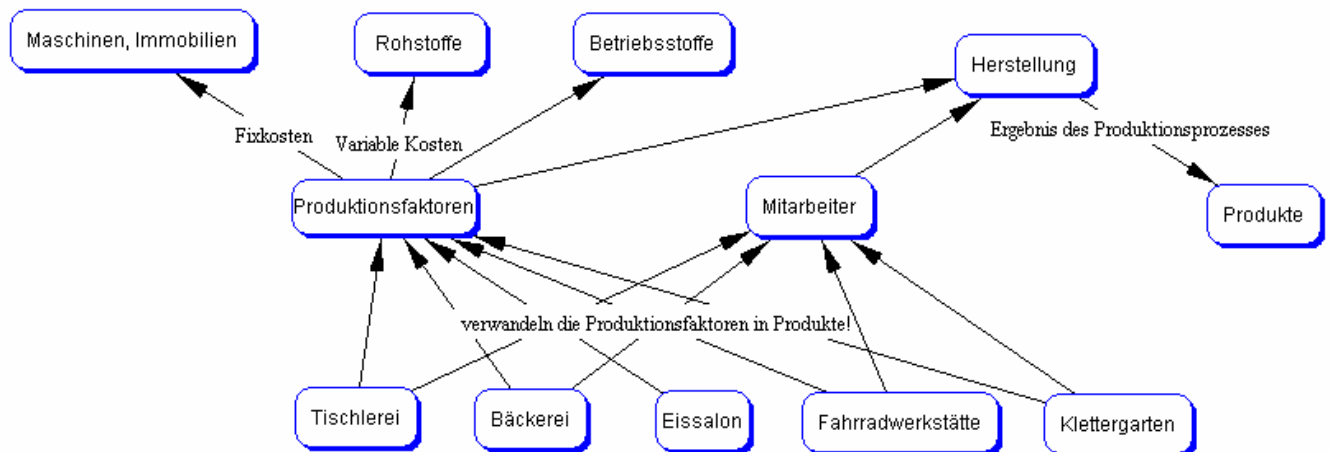 Maschinen, Immobilien
Rohstoffe
Betriebsstoffe
Herstellung
Fixkosten
Variable Kosten
Ergebnis des Produktionsprozesses
Produktionsfaktoren
Mitarbeiter
Produkte
verwandeln die Produktionsfaktoren in Produkte!
Tischlerei
Bäckerei
Eissalon
Fahrradwerkstätte
Klettergarten